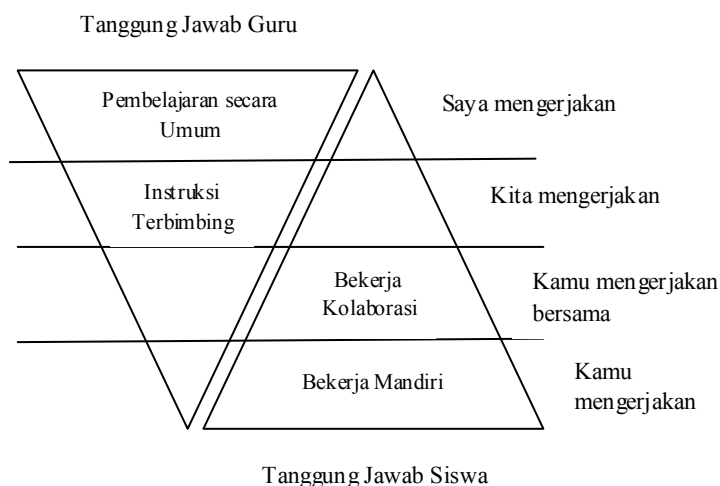 Tanggung Jawab Guru
Pembelajaran secara
Umum
Saya mengerjakan
Instruksi
Terbimbing
Kita mengerjakan
Bekerja
Kolaborasi
Kamu mengerjakan
bersama
Bekerja Mandiri
Kamu
mengerjakan
Tanggung Jawab Siswa